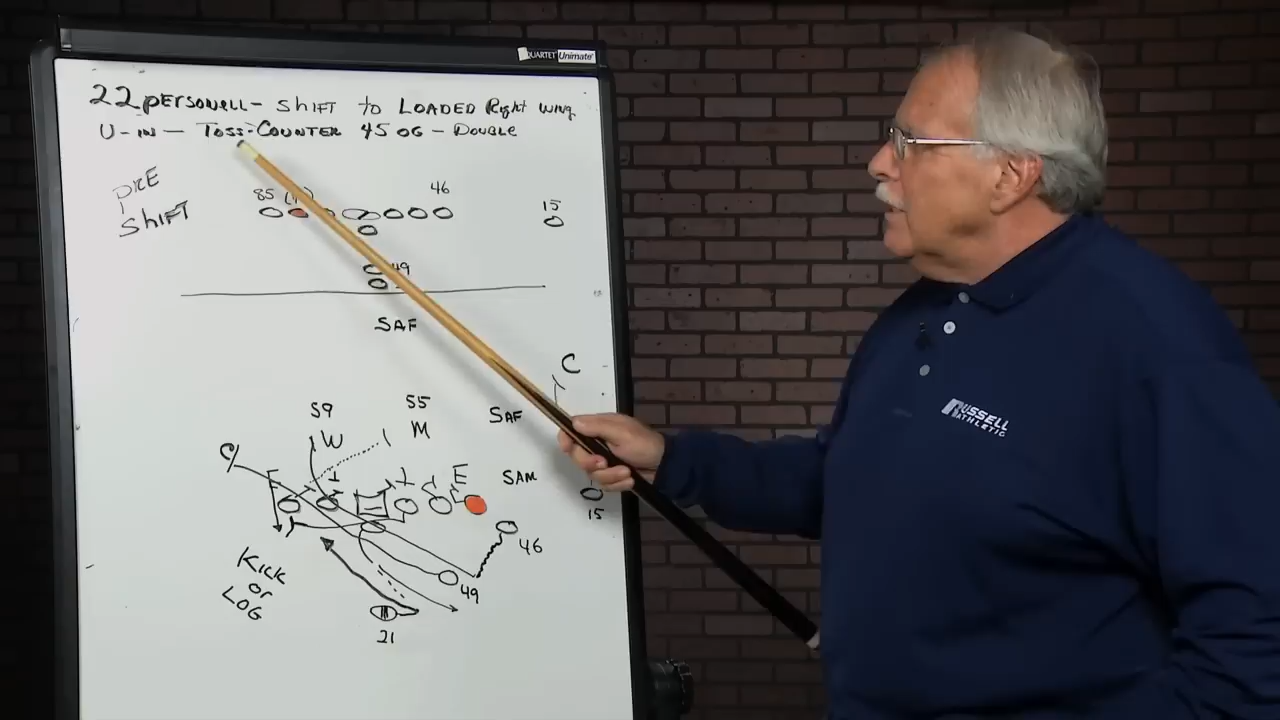 QUARTET Unimate
22 PERSONELL - SHIFT to LOADED Right WING
U-IN - TOSS-COUNTER 45 OG - DOUBLE
PRE
SHIFT
85
46
15
49
SAF
C
59
55
W
M
SAF
C
E
T
T
E
SAM
15
46
49
KICK
or
LOG
21
RUSSELL
ATHLETIC